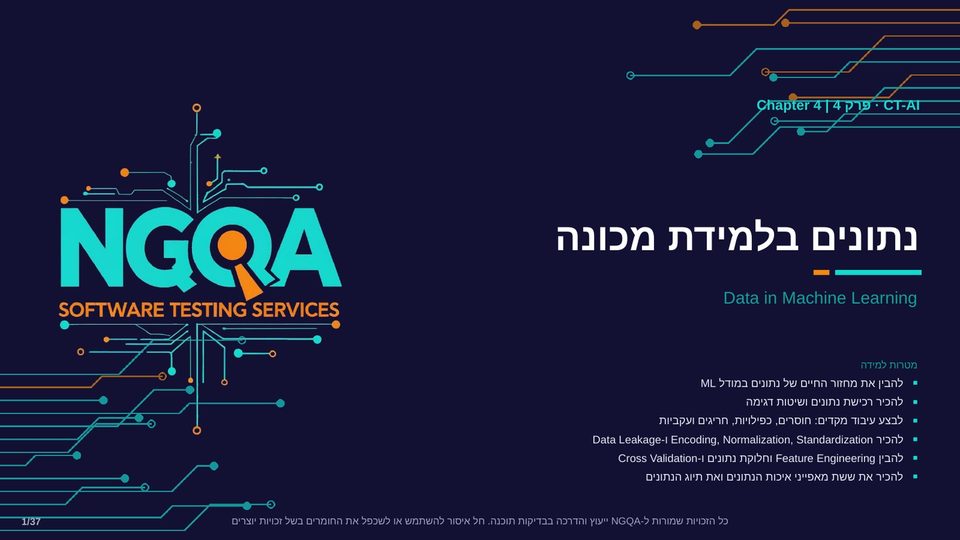 CT-AI · פרק 4 | Chapter 4
NGQA
SOFTWARE TESTING SERVICES
נתונים בלמידת מכונה
Data in Machine Learning
מטרות למידה
▪ להבין את מחזור החיים של נתונים במודל ML
▪ להכיר רכישת נתונים ושיטות דגימה
▪ לבצע עיבוד מקדים: חוסרים, כפילויות, חריגים ועקביות
▪ להכיר Encoding, Normalization, Standardization ו-Data Leakage
▪ להבין Feature Engineering וחלוקת נתונים ו-Cross Validation
▪ להכיר את ששת מאפייני איכות הנתונים ואת תיוג הנתונים
כל הזכויות שמורות ל-NGQA ייעוץ והדרכה בבדיקות תוכנה. חל איסור להשתמש או לשכפל את החומרים בשל זכויות יוצרים
1/37